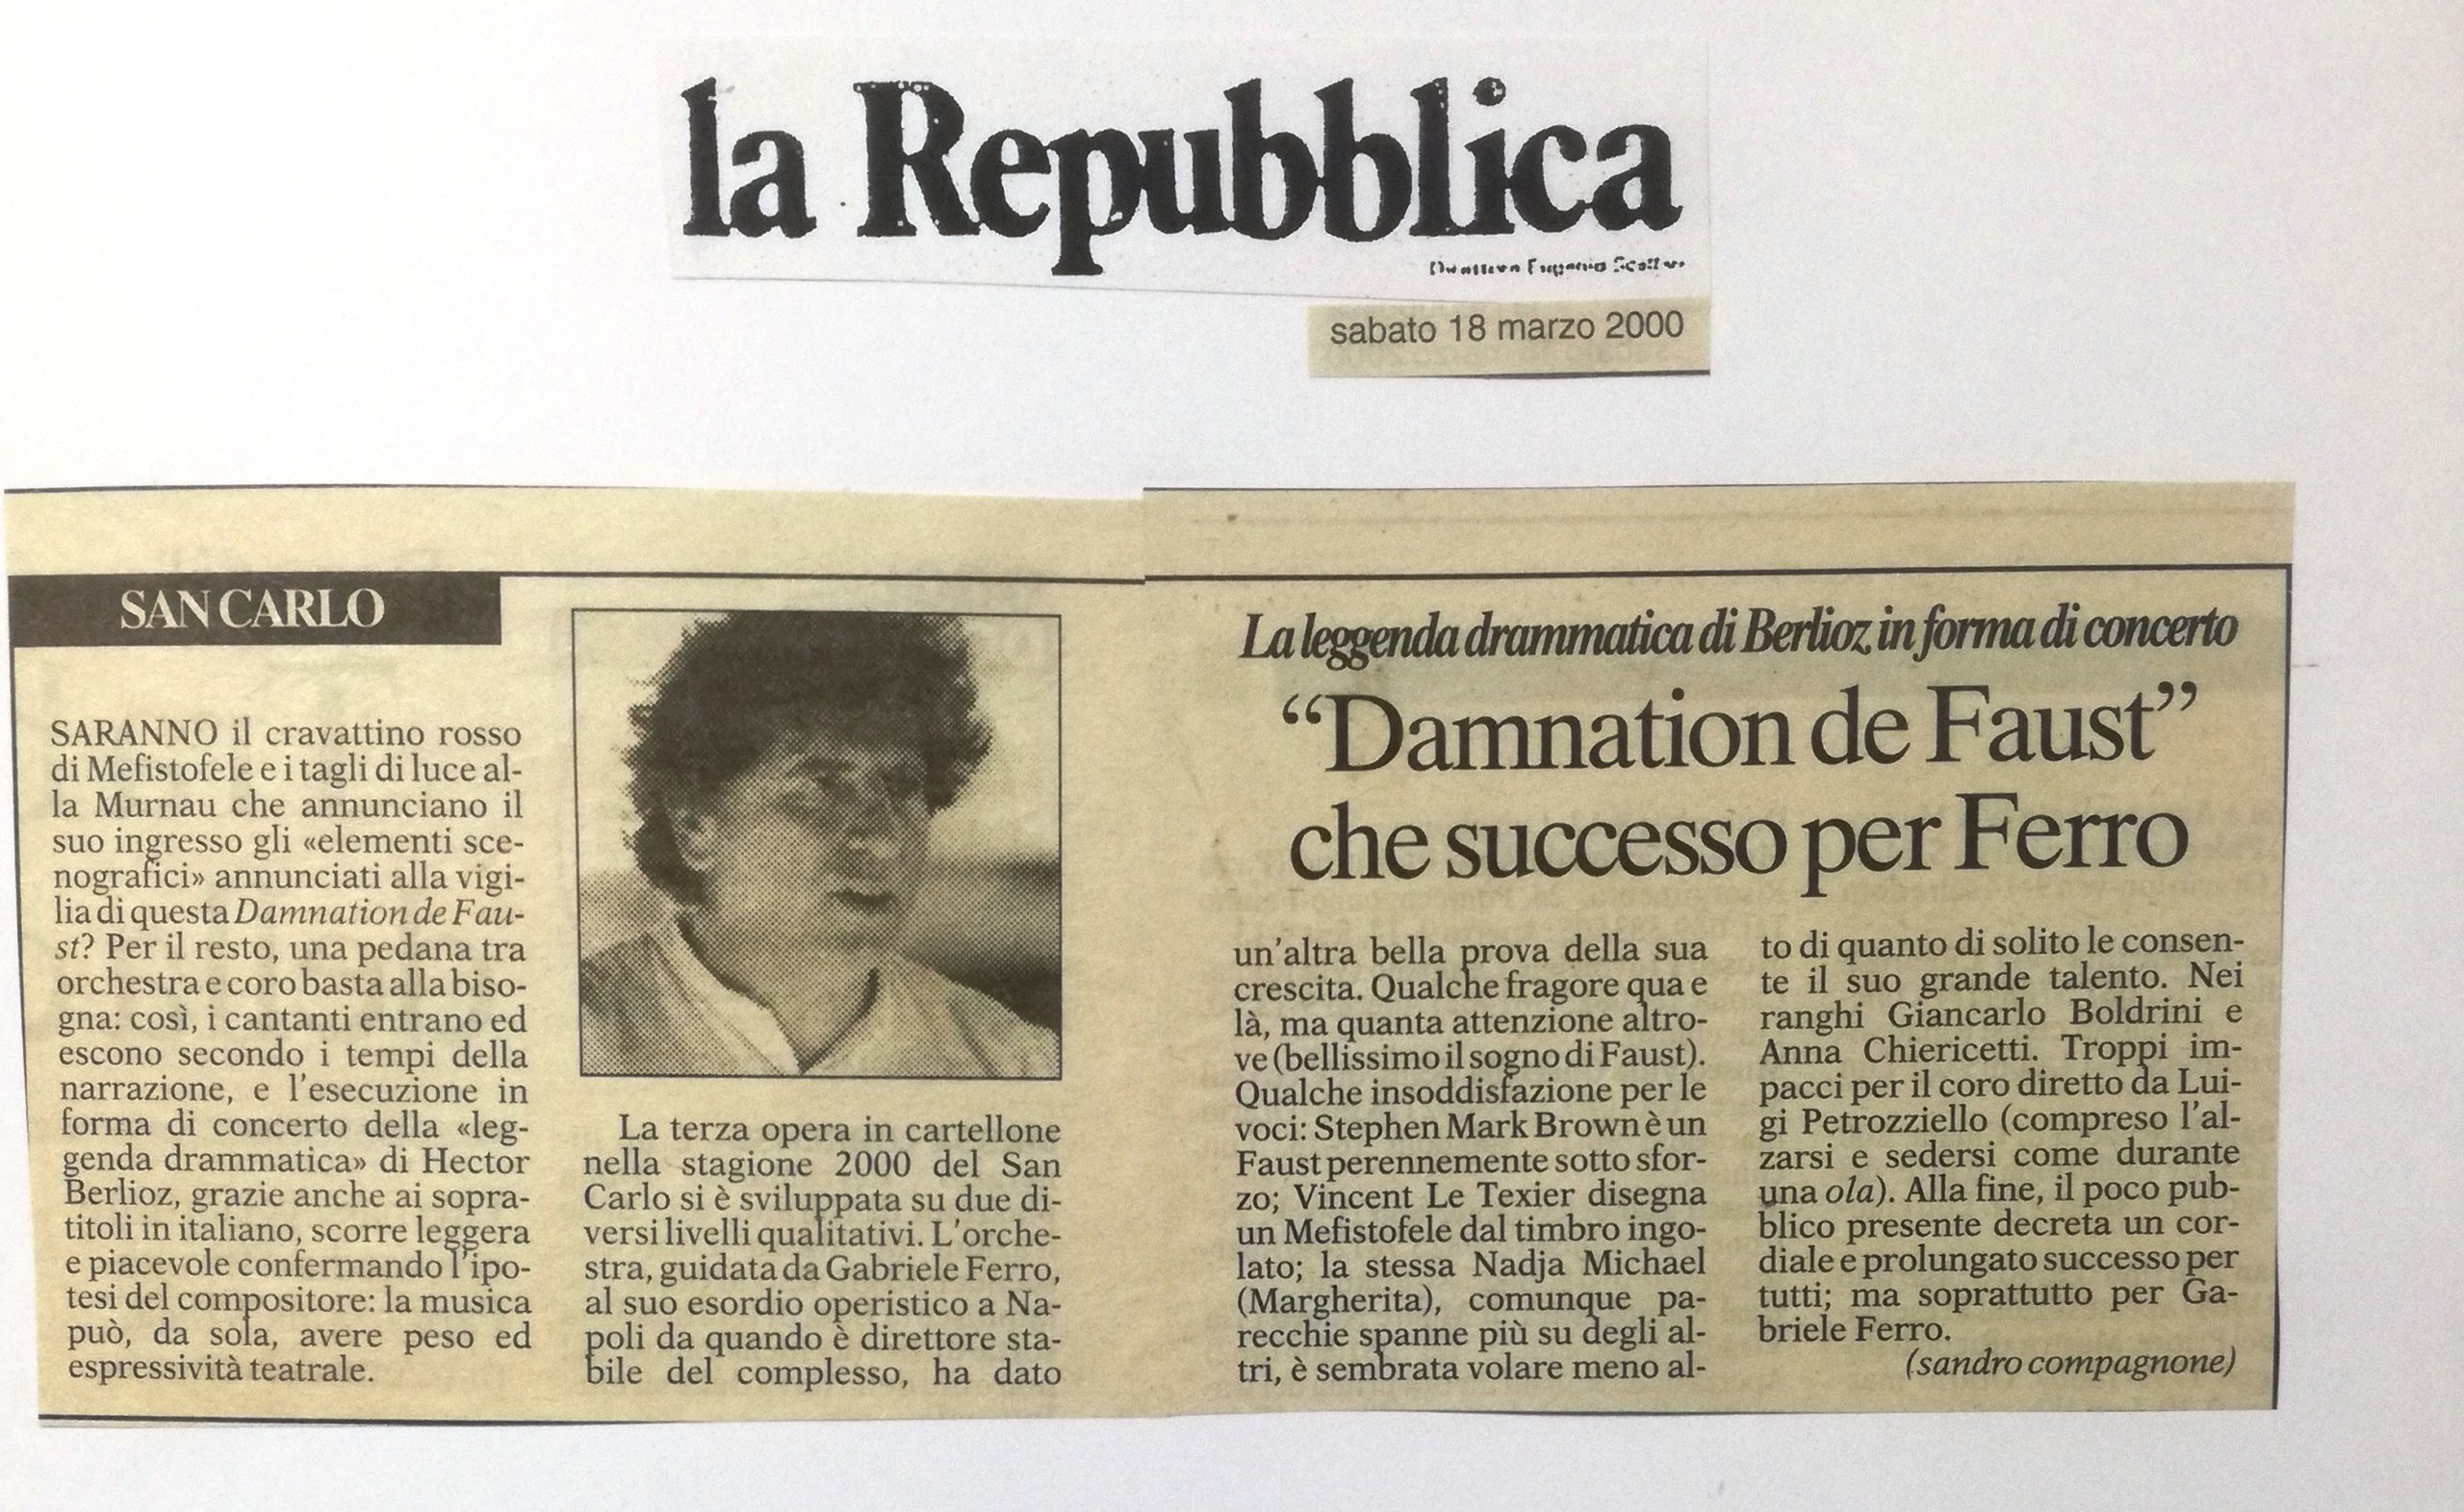 la Repubblica
sabato 18 marzo 2000
SAN CARLO
La leggenda drammatica di Berlioz in forma di concerto
“Damnation de Faust”
che successo per Ferro
SARANNO il cravattino rosso
di Mefistofele e i tagli di luce al-
la Murnau che annunciano il
suo ingresso gli «elementi sce-
nografici» annunciati alla vigi-
lia di questa Damnation de Fau-
st? Per il resto, una pedana tra
orchestra e coro basta alla biso-
gna: così, i cantanti entrano ed
escono secondo i tempi della
narrazione, e l'esecuzione in
forma di concerto della «leg-
genda drammatica» di Hector
Berlioz, grazie anche ai sopra-
titoli in italiano, scorre leggera
e piacevole confermando l'ipo-
tesi del compositore: la musica
può, da sola, avere peso ed
espressività teatrale.
La terza opera in cartellone
nella stagione 2000 del San
Carlo si è sviluppata su due di-
versi livelli qualitativi. L'orche-
stra, guidata da Gabriele Ferro,
al suo esordio operistico a Na-
poli da quando è direttore sta-
bile del complesso, ha dato
un'altra bella prova della sua
crescita. Qualche fragore qua e
là, ma quanta attenzione altro-
ve (bellissimo il sogno di Faust).
Qualche insoddisfazione per le
voci: Stephen Mark Brown è un
Faust perennemente sotto sfor-
zo; Vincent Le Texier disegna
un Mefistofele dal timbro ingo-
lato; la stessa Nadja Michael
(Margherita), comunque pa-
recchie spanne più su degli al-
tri, è sembrata volare meno al-
to di quanto di solito le consen-
te il suo grande talento. Nei
ranghi Giancarlo Boldrini e
Anna Chiericetti. Troppi im-
pacci per il coro diretto da Lui-
gi Petrozziello (compreso l'al-
zarsi e sedersi come durante
una ola). Alla fine, il poco pub-
blico presente decreta un cor-
diale e prolungato successo per
tutti; ma soprattutto per Ga-
briele Ferro.
(sandro compagnone)